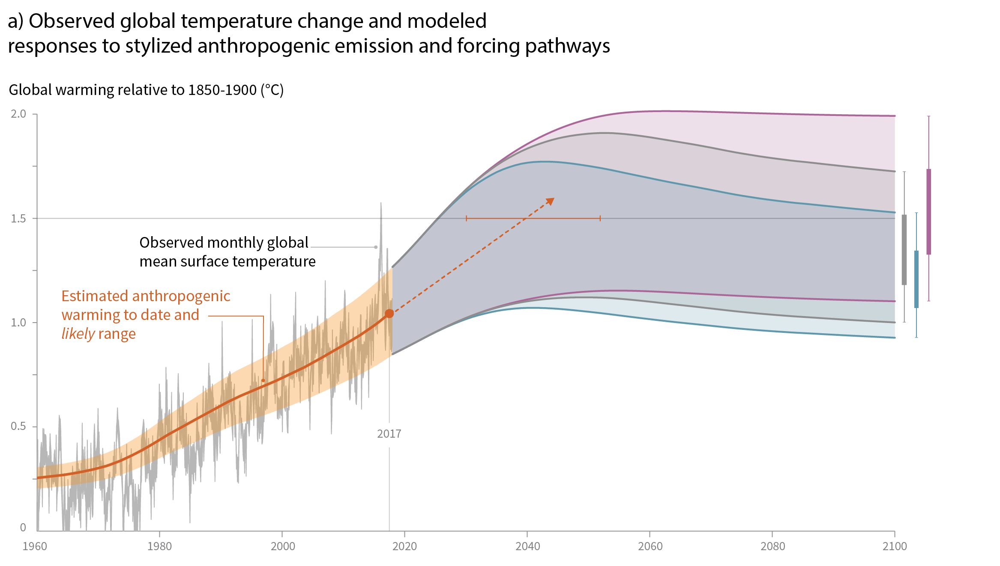 a) Observed global temperature change and modeled
responses to stylized anthropogenic emission and forcing pathways
Global warming relative to 1850-1900 (°C)
2.0
1.5
Observed monthly global
mean surface temperature
Estimated anthropogenic
warming to date and
likely range
1.0
0.5
2017
0
1960
1980
2000
2020
2040
2060
2080
2100